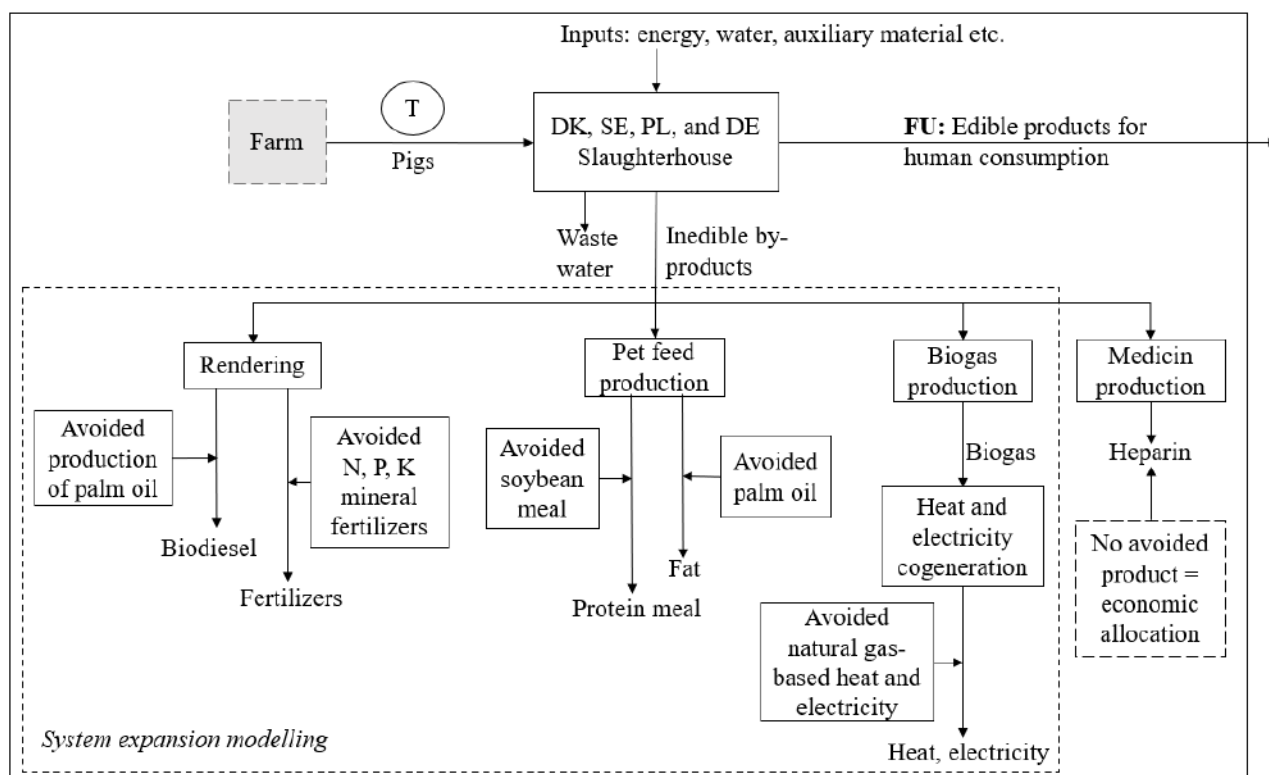 Inputs: energy, water, auxiliary material etc.
T
Farm
Pigs
DK, SE, PL, and DE
Slaughterhouse
FU: Edible products for
human consumption
Waste
water
Inedible by-
products
Rendering
Pet feed
production
Biogas
production
Medicin
production
Avoided
production
of palm oil
Avoided
N, P, K
mineral
fertilizers
Avoided
soybean
meal
Avoided
palm oil
Biogas
Heparin
Heat and
electricity
cogeneration
No avoided
product =
economic
allocation
Biodiesel
Fertilizers
Fat
Protein meal
Avoided
natural gas-
based heat and
electricity
Heat, electricity
System expansion modelling